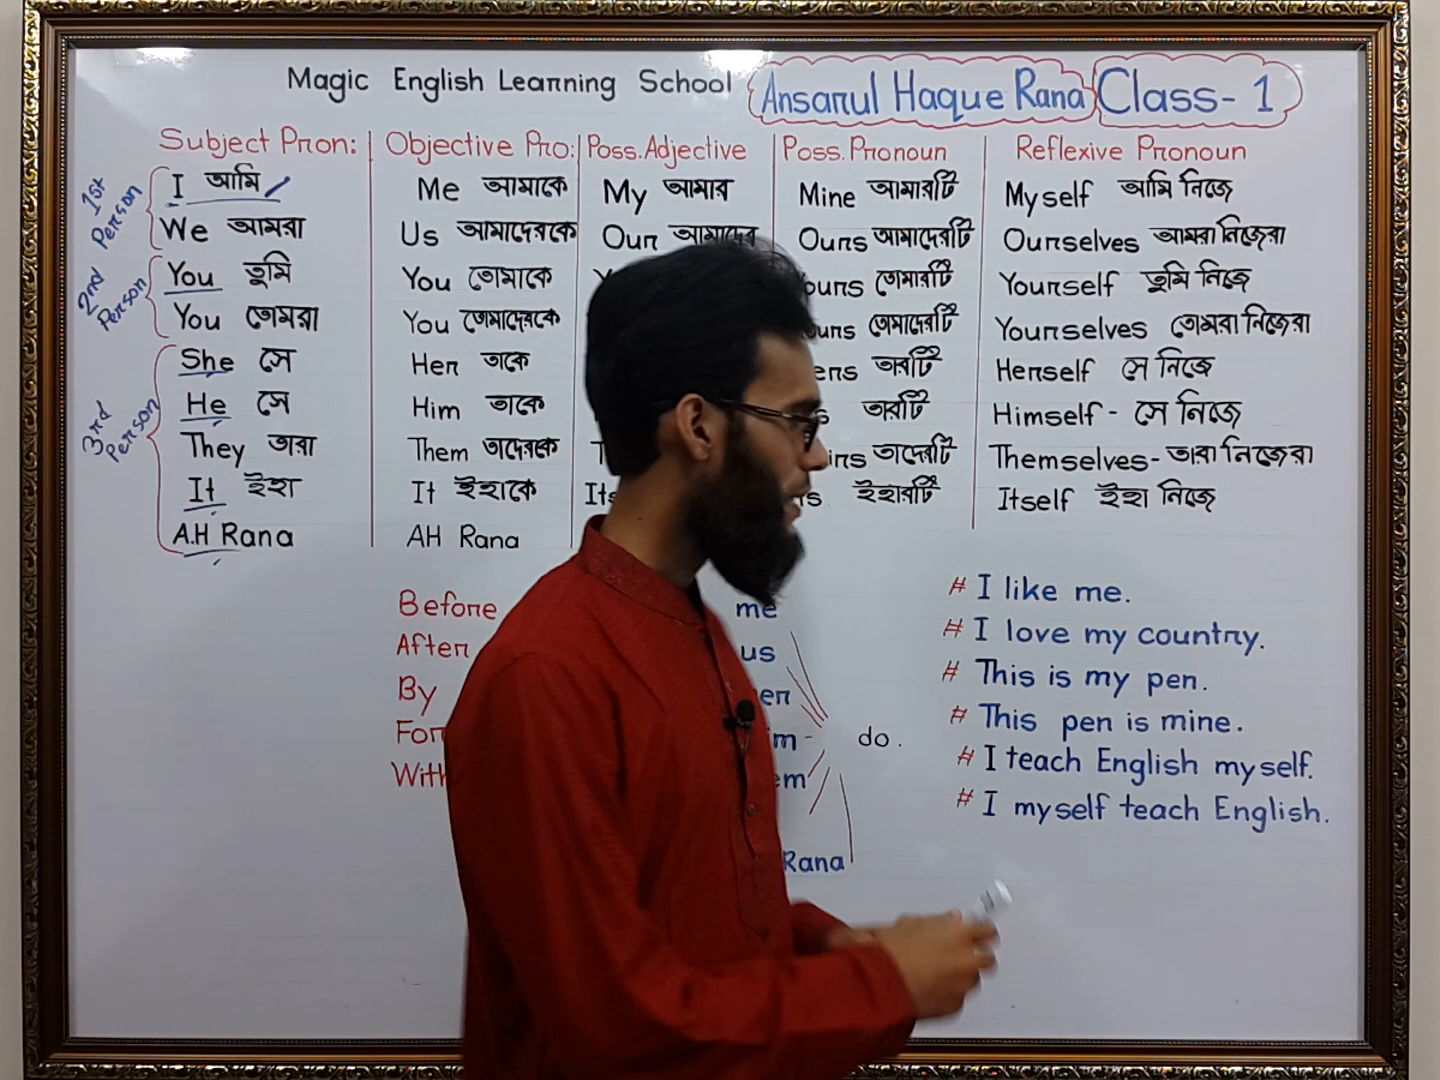 Magic English Learning School Ansarul Haque Rana Class- 1
Subject Pron: Objective Pro: Poss. Adjective Poss. Pronoun Reflexive Pronoun
1st Person
I আমি Me আমাকে My আমার Mine আমারটি Myself আমি নিজে
We আমরা Us আমাদেরকে Our আমাদের Ours আমাদেরটি Ourselves আমরা নিজেরা
2nd Person
You তুমি You তোমাকে তোমারটি Yourself তুমি নিজে
You তোমরা You তোমাদেরকে তোমাদেরটি Yourselves তোমরা নিজেরা
3rd Person
She সে Her তাকে তারটি Herself সে নিজে
He সে Him তাকে তারটি Himself - সে নিজে
They তারা Them তাদেরকে তাদেরটি Themselves - তারা নিজেরা
It ইহা It ইহাকে ইহারটি Itself ইহা নিজে
A.H Rana AH Rana
Before me
After us
By
For do.
With
Rana
# I like me.
# I love my country.
# This is my pen.
# This pen is mine.
# I teach English myself.
# I myself teach English.